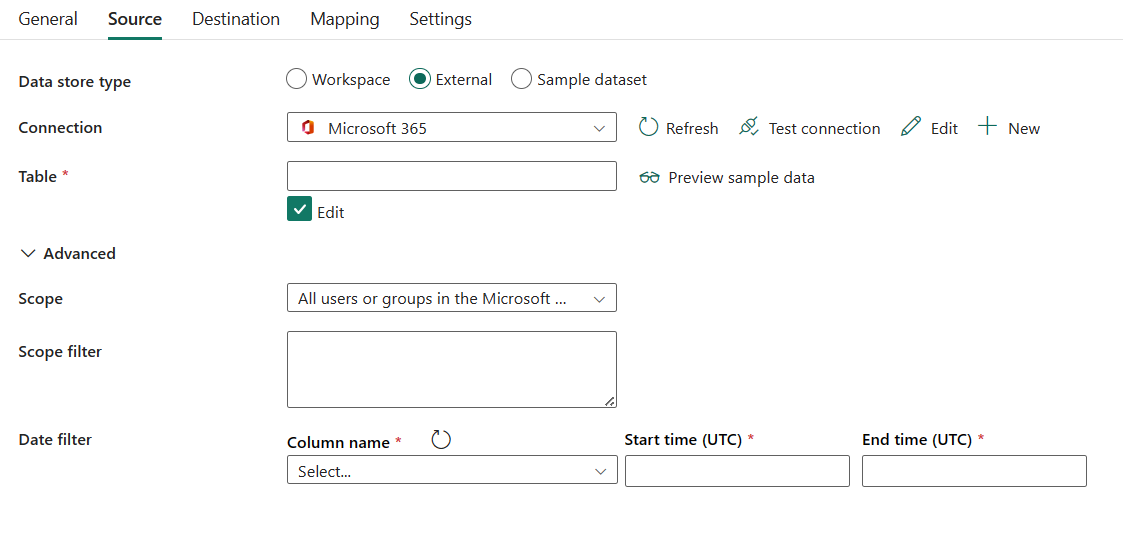 General Source Destination Mapping Settings
Data store type Workspace External Sample dataset
Connection Microsoft 365 Refresh Test connection Edit New
Table * Preview sample data
Edit
Advanced
Scope All users or groups in the Microsoft ...
Scope filter
Date filter Column name * Start time (UTC) * End time (UTC) *
Select...